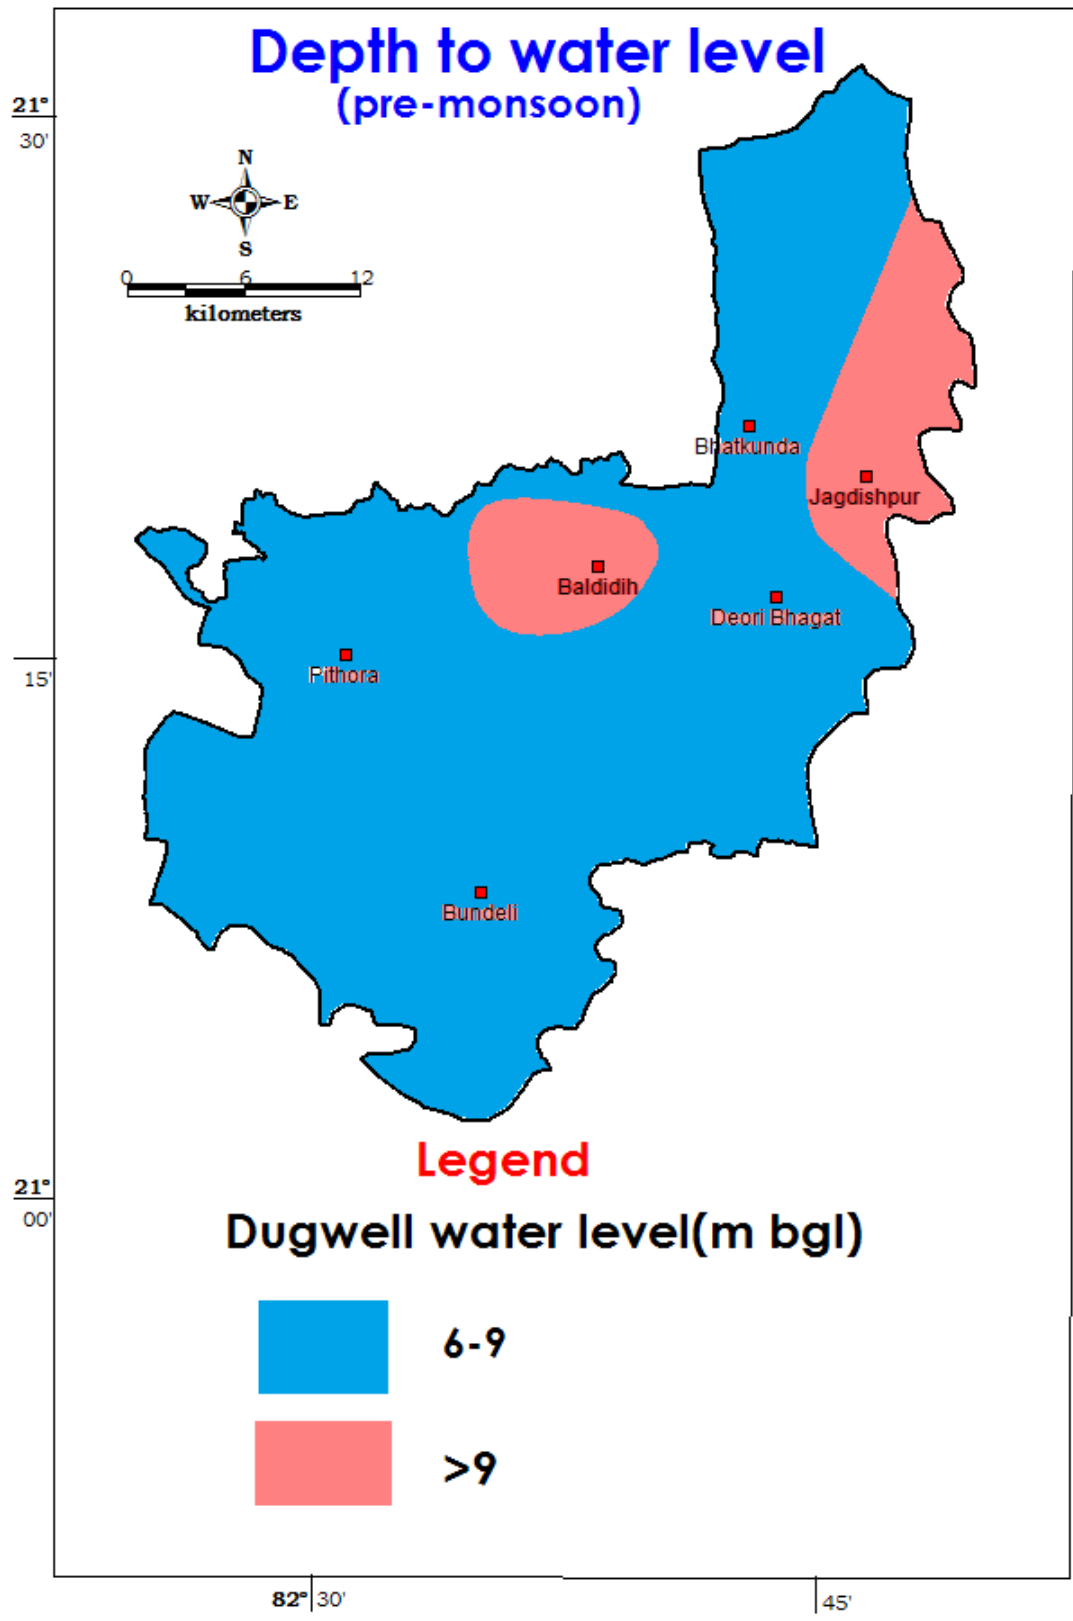 Depth to water level
(pre-monsoon)
21°
30'
N
W E
S
0 6 12
kilometers
Bhatkunda
Jagdishpur
Baldidih
Deori Bhagat
15'
Pithora
Bundeli
Legend
21°
00'
Dugwell water level(m bgl)
6-9
>9
82° 30' 45'